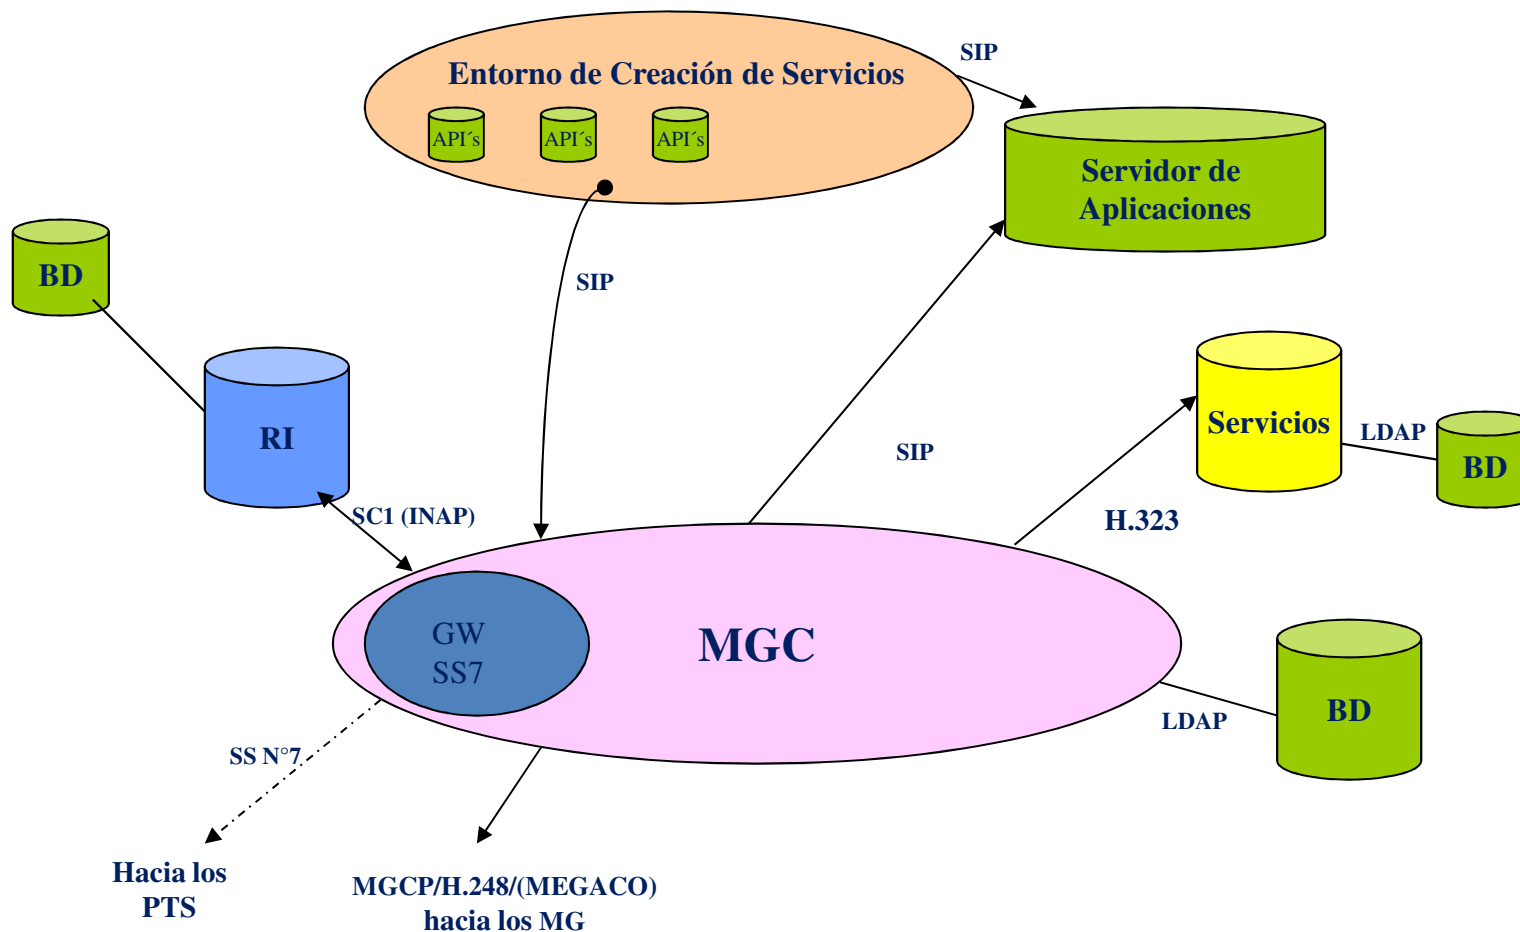 SIP
Entorno de Creación de Servicios
API´s
API´s
API´s
Servidor de
Aplicaciones
BD
SIP
RI
Servicios
LDAP
BD
SIP
SC1 (INAP)
H.323
GW
SS7
MGC
BD
LDAP
SS N°7
Hacia los
PTS
MGCP/H.248/(MEGACO)
hacia los MG